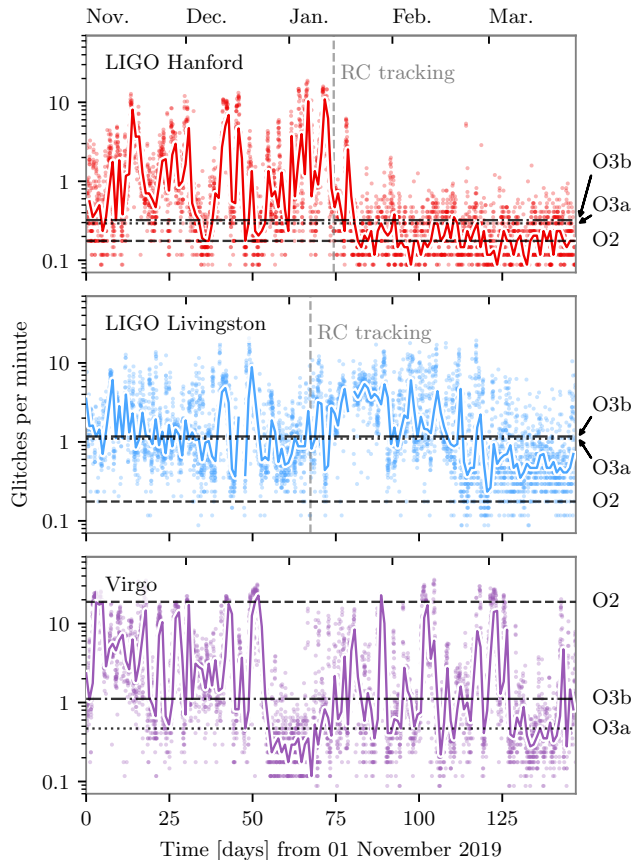 Nov. Dec. Jan. Feb. Mar.
LIGO Hanford
RC tracking
10
1
0.1
O3b
O3a
O2
LIGO Livingston
RC tracking
10
1
0.1
O3b
O3a
O2
Glitches per minute
Virgo
10
1
0.1
O2
O3b
O3a
0 25 50 75 100 125
Time [days] from 01 November 2019